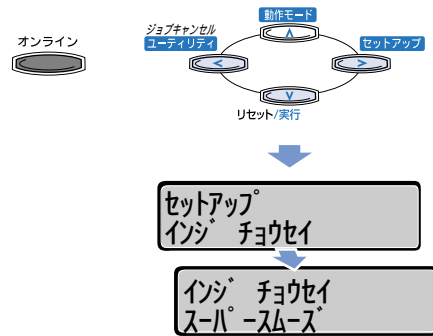 動作モード
ジョブキャンセル
オンライン
ユーティリティ
セットアップ
リセット/実行
セットアップ
インジ チョウセイ
インジ チョウセイ
スーパースムーズ